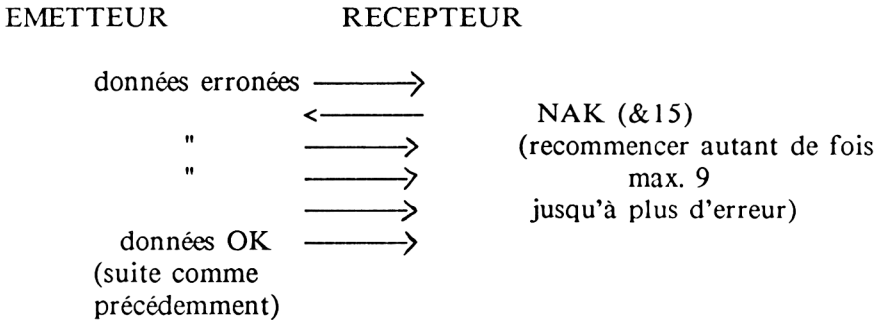 EMETTEUR RECEPTEUR
données erronées ———>
<——— NAK (&15)
" ———> (recommencer autant de fois
" ———> max. 9
———> jusqu'à plus d'erreur)
données OK ———>
(suite comme
précédemment)